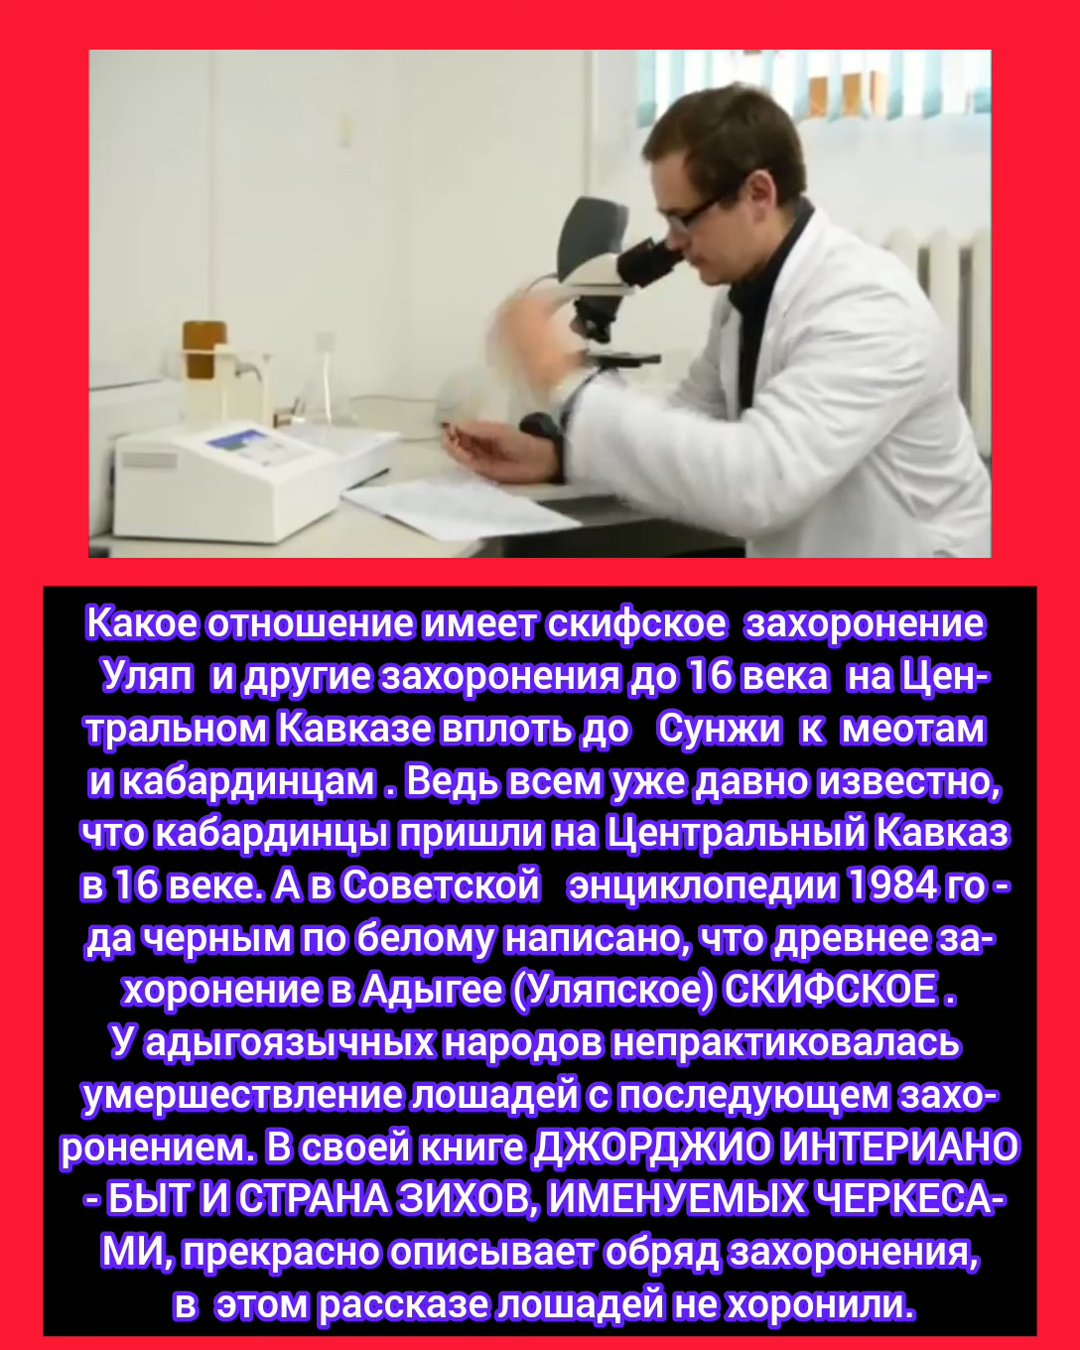 Какое отношение имеет скифское захоронение
Уляп и другие захоронения до 16 века на Цен-
тральном Кавказе вплоть до Сунжи к меотам
и кабардинцам . Ведь всем уже давно известно,
что кабардинцы пришли на Центральный Кавказ
в 16 веке. А в Советской энциклопедии 1984 го -
да черным по белому написано, что древнее за-
хоронение в Адыгее (Уляпское) СКИФСКОЕ .
У адыгоязычных народов непрактиковалась
умершествление лошадей с последующем захо-
ронением. В своей книге ДЖОРДЖИО ИНТЕРИАНО
- БЫТ И СТРАНА ЗИХОВ, ИМЕНУЕМЫХ ЧЕРКЕСА-
МИ, прекрасно описывает обряд захоронения,
в этом рассказе лошадей не хоронили.